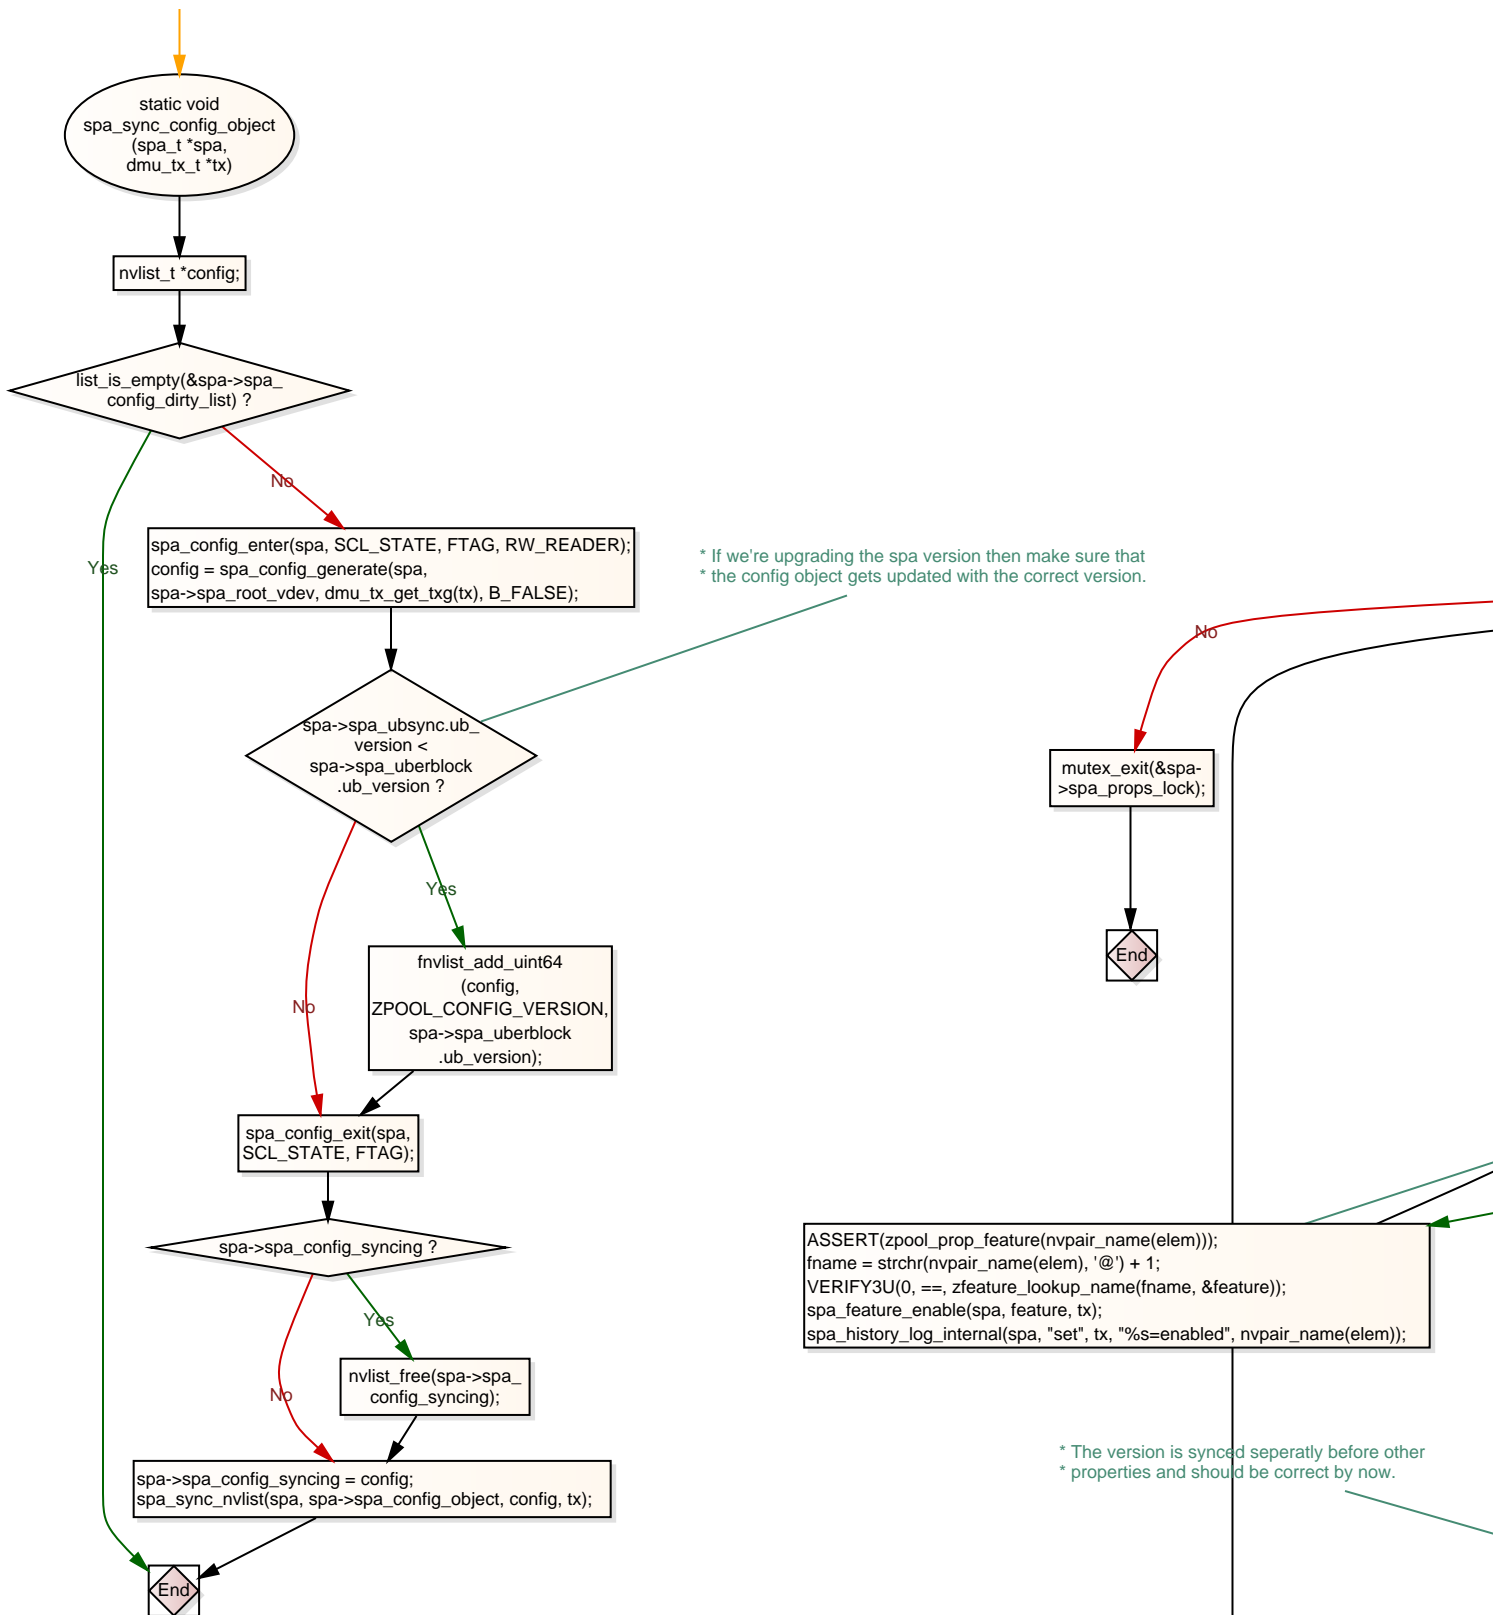 static void
spa_sync_config_object
(spa_t *spa,
dmu_tx_t *tx)
nvlist_t *config;
list_is_empty(&spa->spa_
config_dirty_list) ?
No
Yes
spa_config_enter(spa, SCL_STATE, FTAG, RW_READER);
config = spa_config_generate(spa,
spa->spa_root_vdev, dmu_tx_get_txg(tx), B_FALSE);
* If we're upgrading the spa version then make sure that
* the config object gets updated with the correct version.
spa->spa_ubsync.ub_
version <
spa->spa_uberblock
.ub_version ?
Yes
No
fnvlist_add_uint64
(config,
ZPOOL_CONFIG_VERSION,
spa->spa_uberblock
.ub_version);
spa_config_exit(spa,
SCL_STATE, FTAG);
spa->spa_config_syncing ?
Yes
No
nvlist_free(spa->spa_
config_syncing);
spa->spa_config_syncing = config;
spa_sync_nvlist(spa, spa->spa_config_object, config, tx);
End
No
mutex_exit(&spa-
>spa_props_lock);
End
ASSERT(zpool_prop_feature(nvpair_name(elem)));
fname = strchr(nvpair_name(elem), '@') + 1;
VERIFY3U(0, ==, zfeature_lookup_name(fname, &feature));
spa_feature_enable(spa, feature, tx);
spa_history_log_internal(spa, "set", tx, "%s=enabled", nvpair_name(elem));
* The version is synced seperatly before other
* properties and should be correct by now.